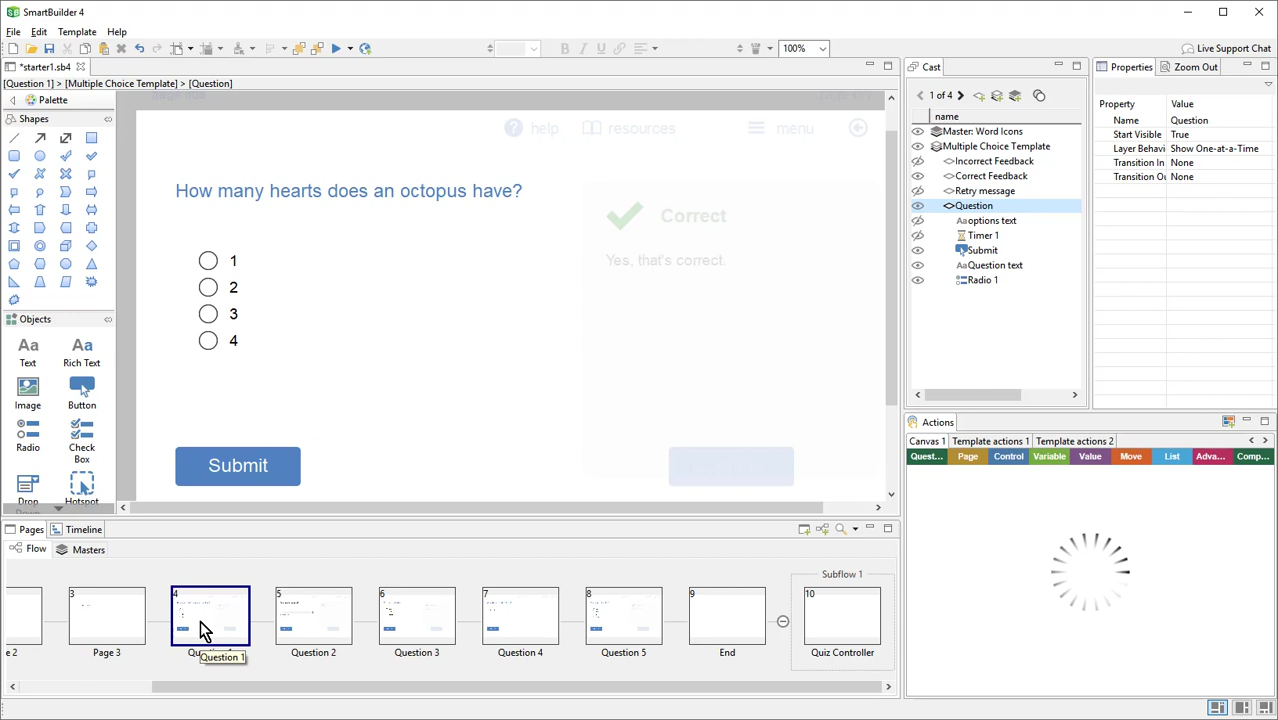 SmartBuilder 4
File Edit Template Help
100% Live Support Chat
*starter1.sb4 Cast Properties Zoom Out
[Question 1] > [Multiple Choice Template] > [Question]
Palette 1 of 4
Shapes
name
Property Value
Name Question
Start Visible True
Layer Behavi Show One-at-a-Time
Transition In None
Transition Ou None
Master: Word Icons
Multiple Choice Template
Incorrect Feedback
Correct Feedback
Retry message
Question
Aa options text
Timer 1
Submit
Aa Question text
Radio 1
help resources menu
How many hearts does an octopus have?
Correct
Yes, that's correct.
1
2
3
4
Submit
Objects
Aa Aa
Text Rich Text
Image Button
Radio Check Box
Drop Down Hotspot
Actions
Canvas 1 Template actions 1 Template actions 2
Quest... Page Control Variable Value Move List Adva... Comp...
Pages Timeline
Flow Masters
Subflow 1
3 4 5 6 7 8 9 10
e 2 Page 3 Question 2 Question 3 Question 4 Question 5 End Quiz Controller
Question 1